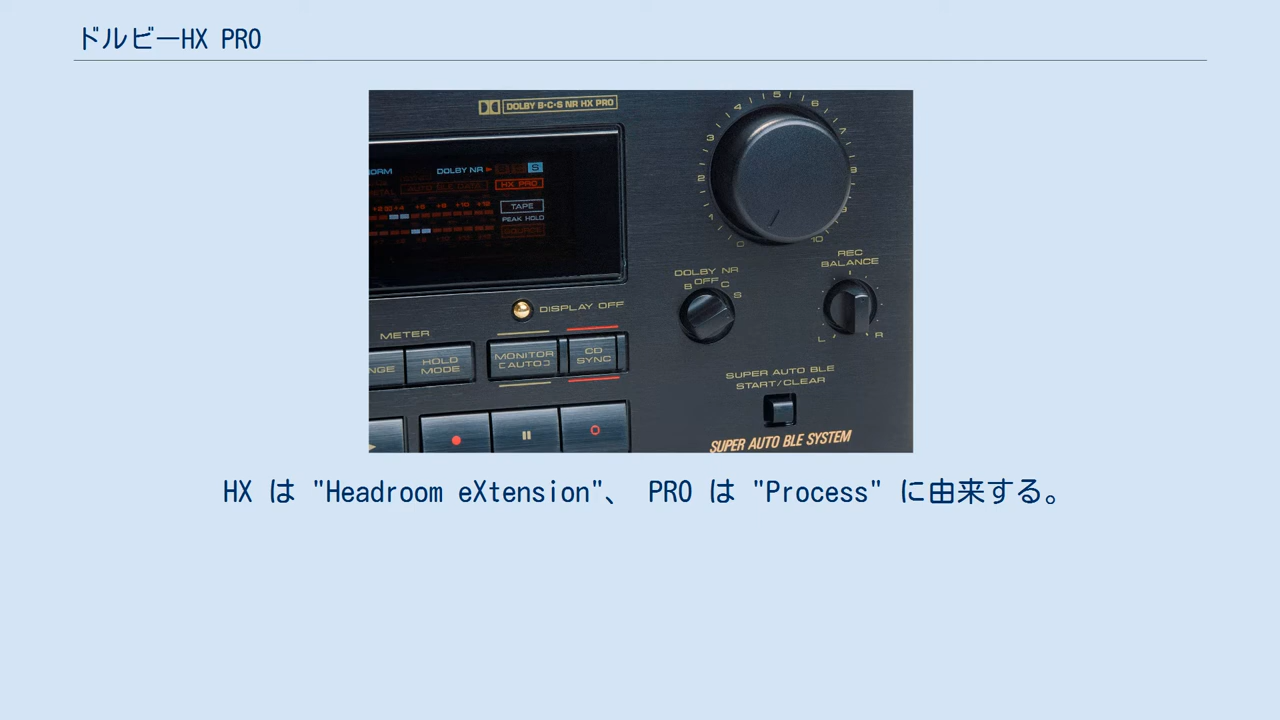 ドルビーHX PRO
DOLBY B·C·S NR HX PRO
ORM DOLBY NR S
HX PRO
TAPE
PEAK HOLD
DISPLAY OFF
METER
NGE
HOLD MODE
MONITOR
[AUTO]
CD
SYNC
0 1 2 3 4 5 6 7 8 9 10
DOLBY NR
B OFF C S
REC
BALANCE
L R
SUPER AUTO BLE
START/CLEAR
SUPER AUTO BLE SYSTEM
HX は "Headroom eXtension"、 PRO は "Process" に由来する。